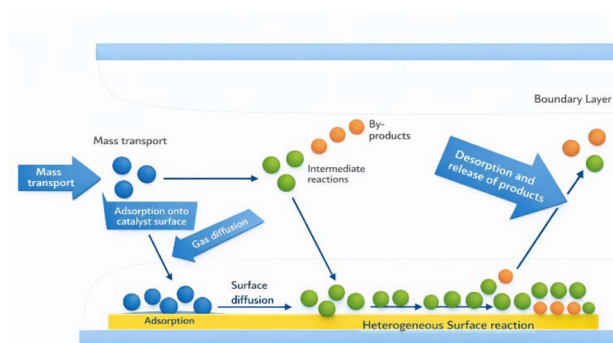 Boundary Layer
By-
products
Mass transport
Mass
transport
Intermediate
reactions
Desorption and
release of products
Adsorption onto
catalyst surface
Gas diffusion
Surface
diffusion
Adsorption
Heterogeneous Surface reaction